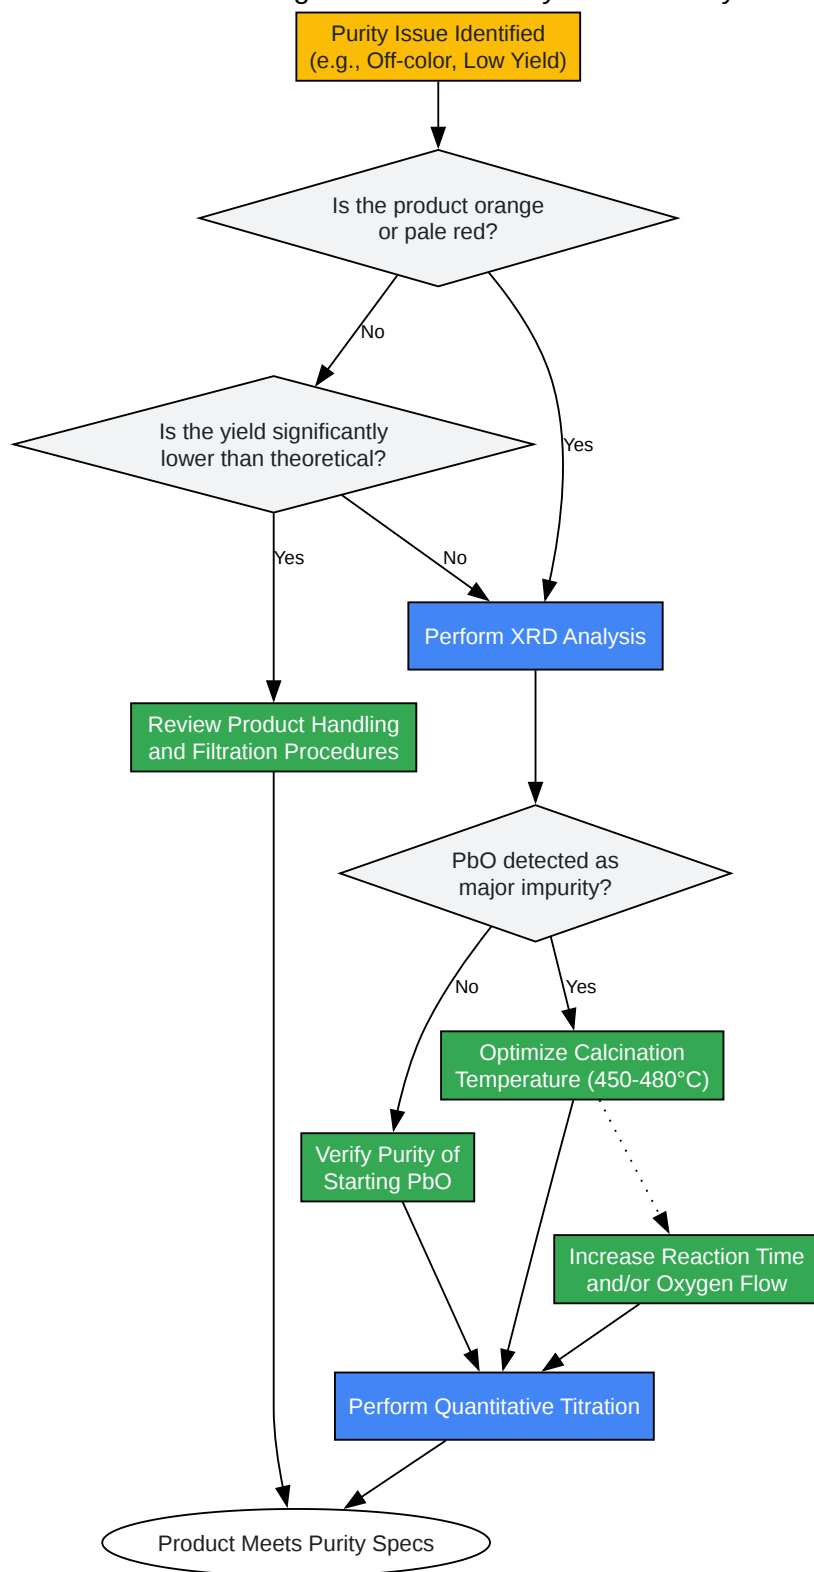 Purity Issue Identified
(e.g., Off-color, Low Yield)
Is the product orange
or pale red?
No
Is the yield significantly
lower than theoretical?
Yes
Yes
No
Perform XRD Analysis
Review Product Handling
and Filtration Procedures
PbO detected as
major impurity?
No
Yes
Optimize Calcination
Temperature (450-480°C)
Verify Purity of
Starting PbO
Increase Reaction Time
and/or Oxygen Flow
Perform Quantitative Titration
Product Meets Purity Specs